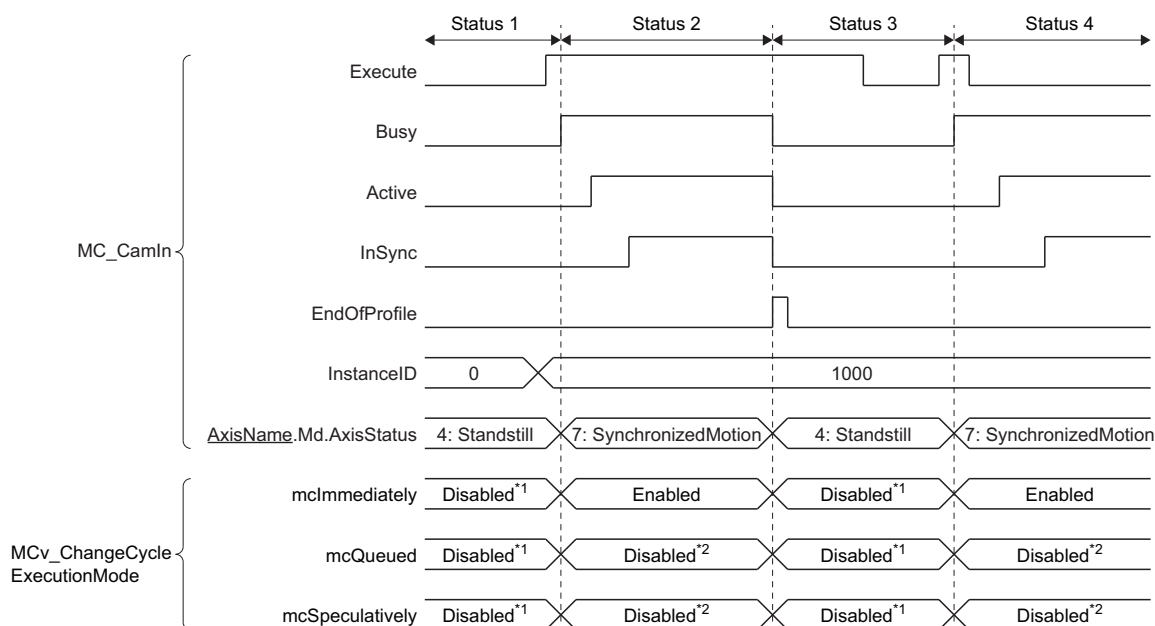 Status 1 Status 2 Status 3 Status 4
Execute
Busy
Active
MC_CamIn
InSync
EndOfProfile
InstanceID 0 1000
AxisName.Md.AxisStatus 4: Standstill 7: SynchronizedMotion 4: Standstill 7: SynchronizedMotion
mcImmediately Disabled*1 Enabled Disabled*1 Enabled
MCv_ChangeCycle
ExecutionMode
mcQueued Disabled*1 Disabled*2 Disabled*1 Disabled*2
mcSpeculatively Disabled*1 Disabled*2 Disabled*1 Disabled*2